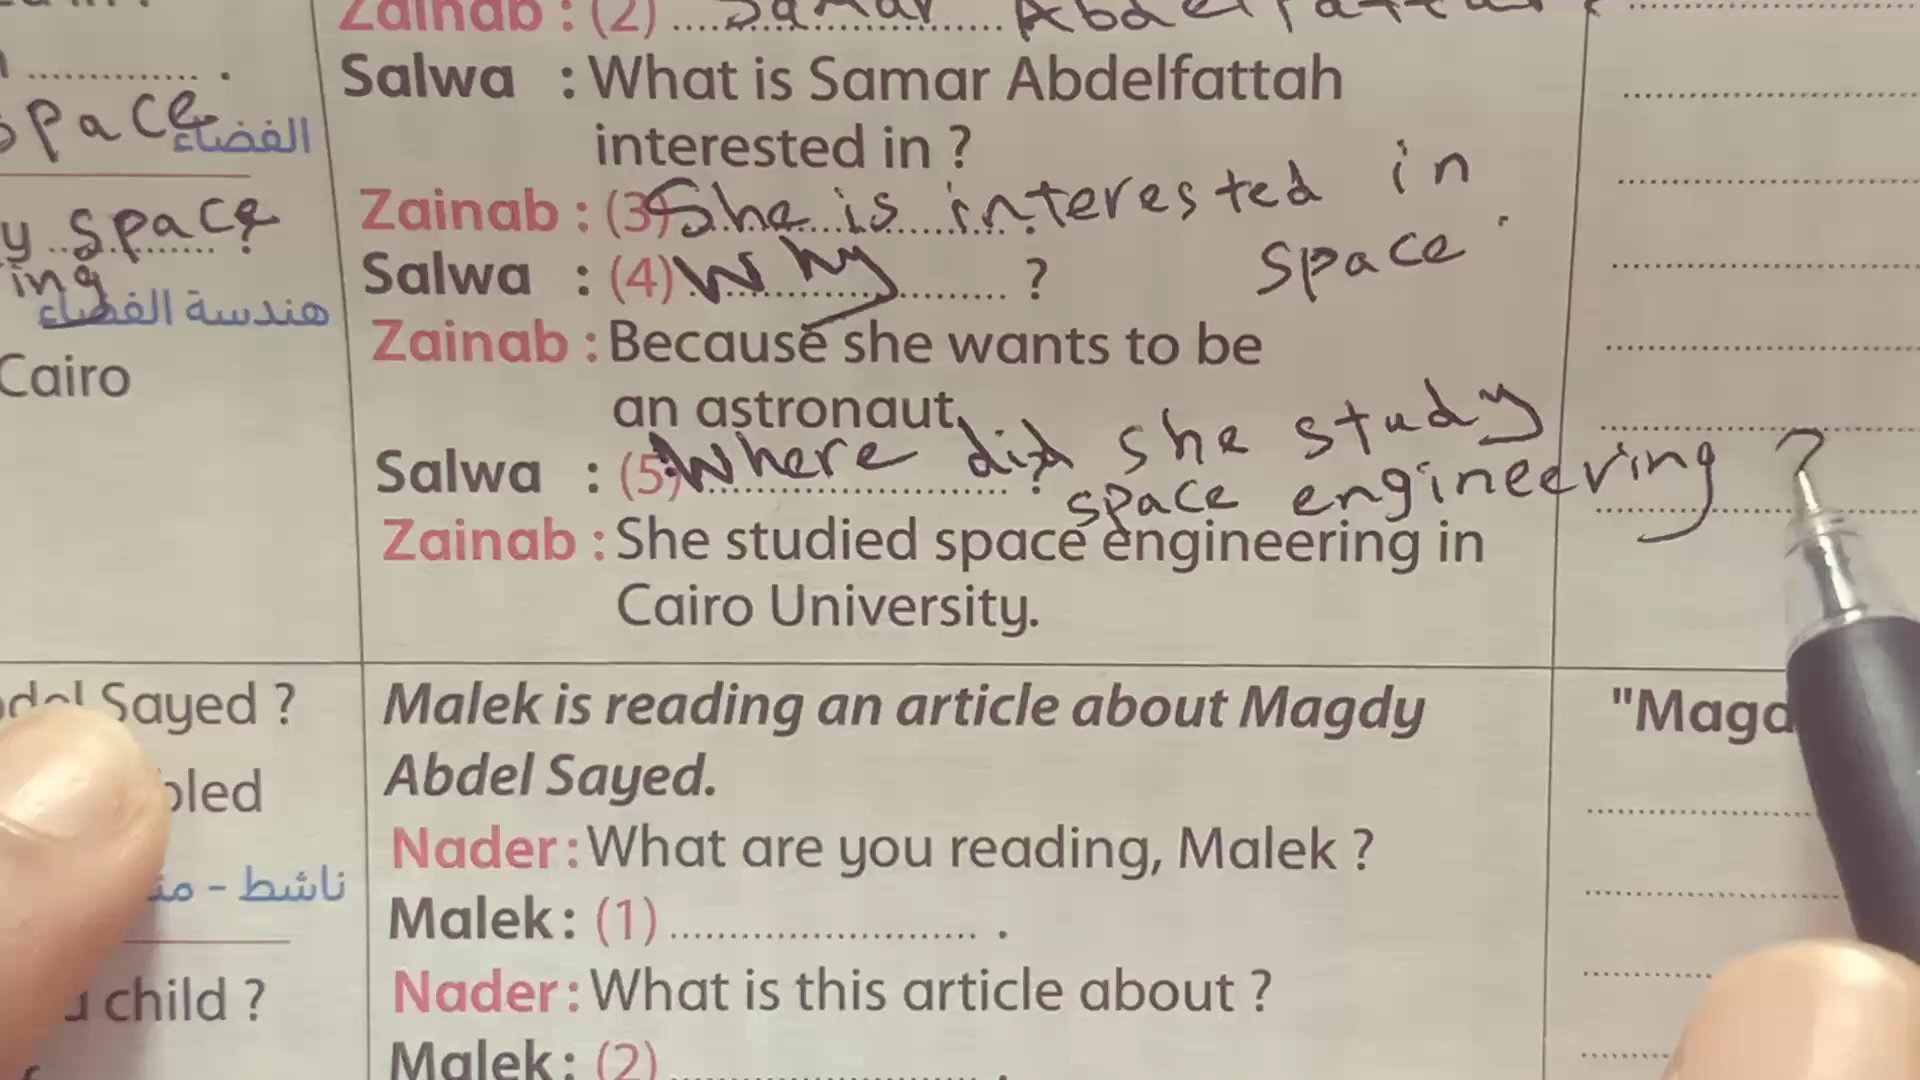 Zainab : (2) Samar Abdelfattah
Salwa : What is Samar Abdelfattah
interested in ?
space
الفضاء
Zainab : (3) She is interested in
space.
y space ?
ing
هندسة الفضاء
Salwa : (4) Why ?
Zainab : Because she wants to be
an astronaut.
Cairo
Salwa : (5) Where did she study
space engineering ?
Zainab : She studied space engineering in
Cairo University.
Sayed ?
Malek is reading an article about Magdy
Abdel Sayed.
"Magd
bled
Nader : What are you reading, Malek ?
ناشط -
Malek : (1) .
child ?
Nader : What is this article about ?
Malek : (2) .